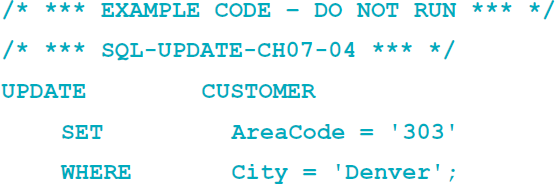 /* *** EXAMPLE CODE – DO NOT RUN *** */
/* *** SQL-UPDATE-CH07-04 *** */
UPDATE CUSTOMER
SET AreaCode = '303'
WHERE City = 'Denver';